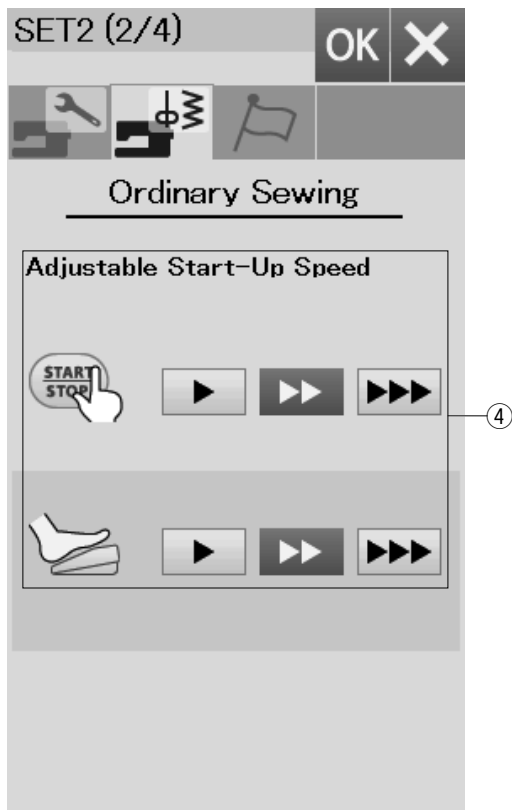 SET2 (2/4)
OK
Ordinary Sewing
Adjustable Start-Up Speed
START
STOP
④